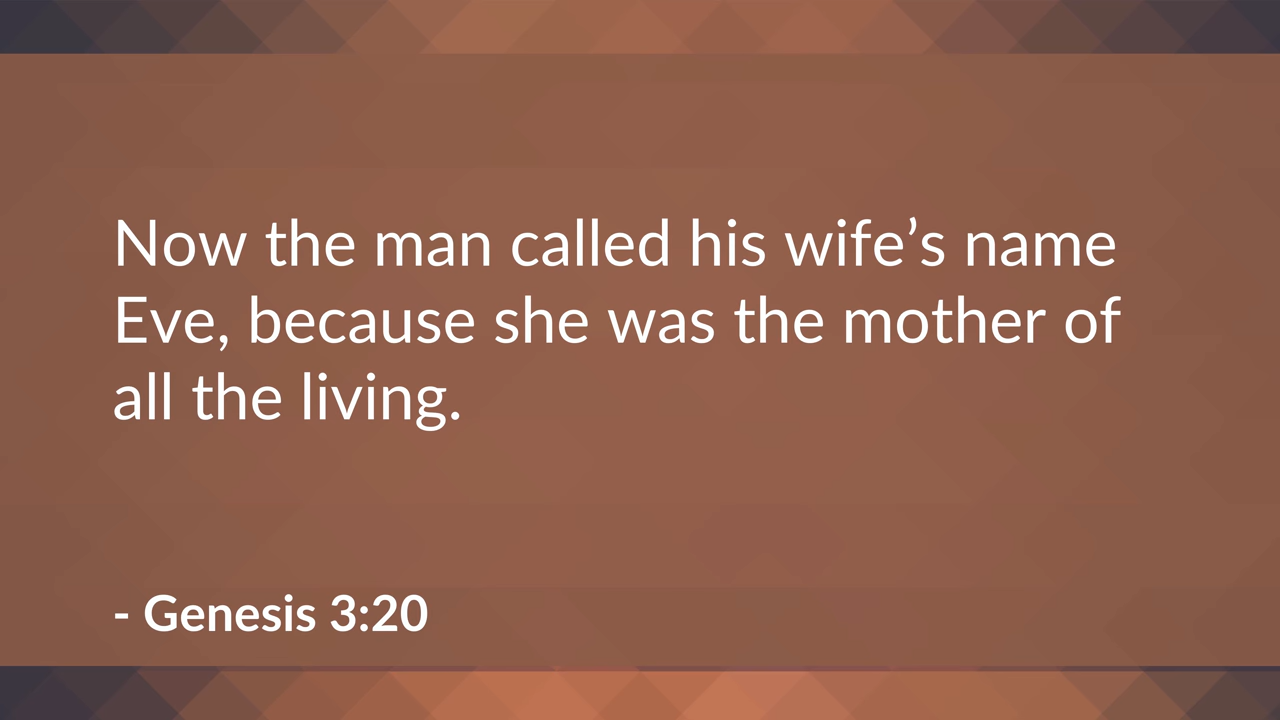 Now the man called his wife’s name
Eve, because she was the mother of
all the living.
- Genesis 3:20